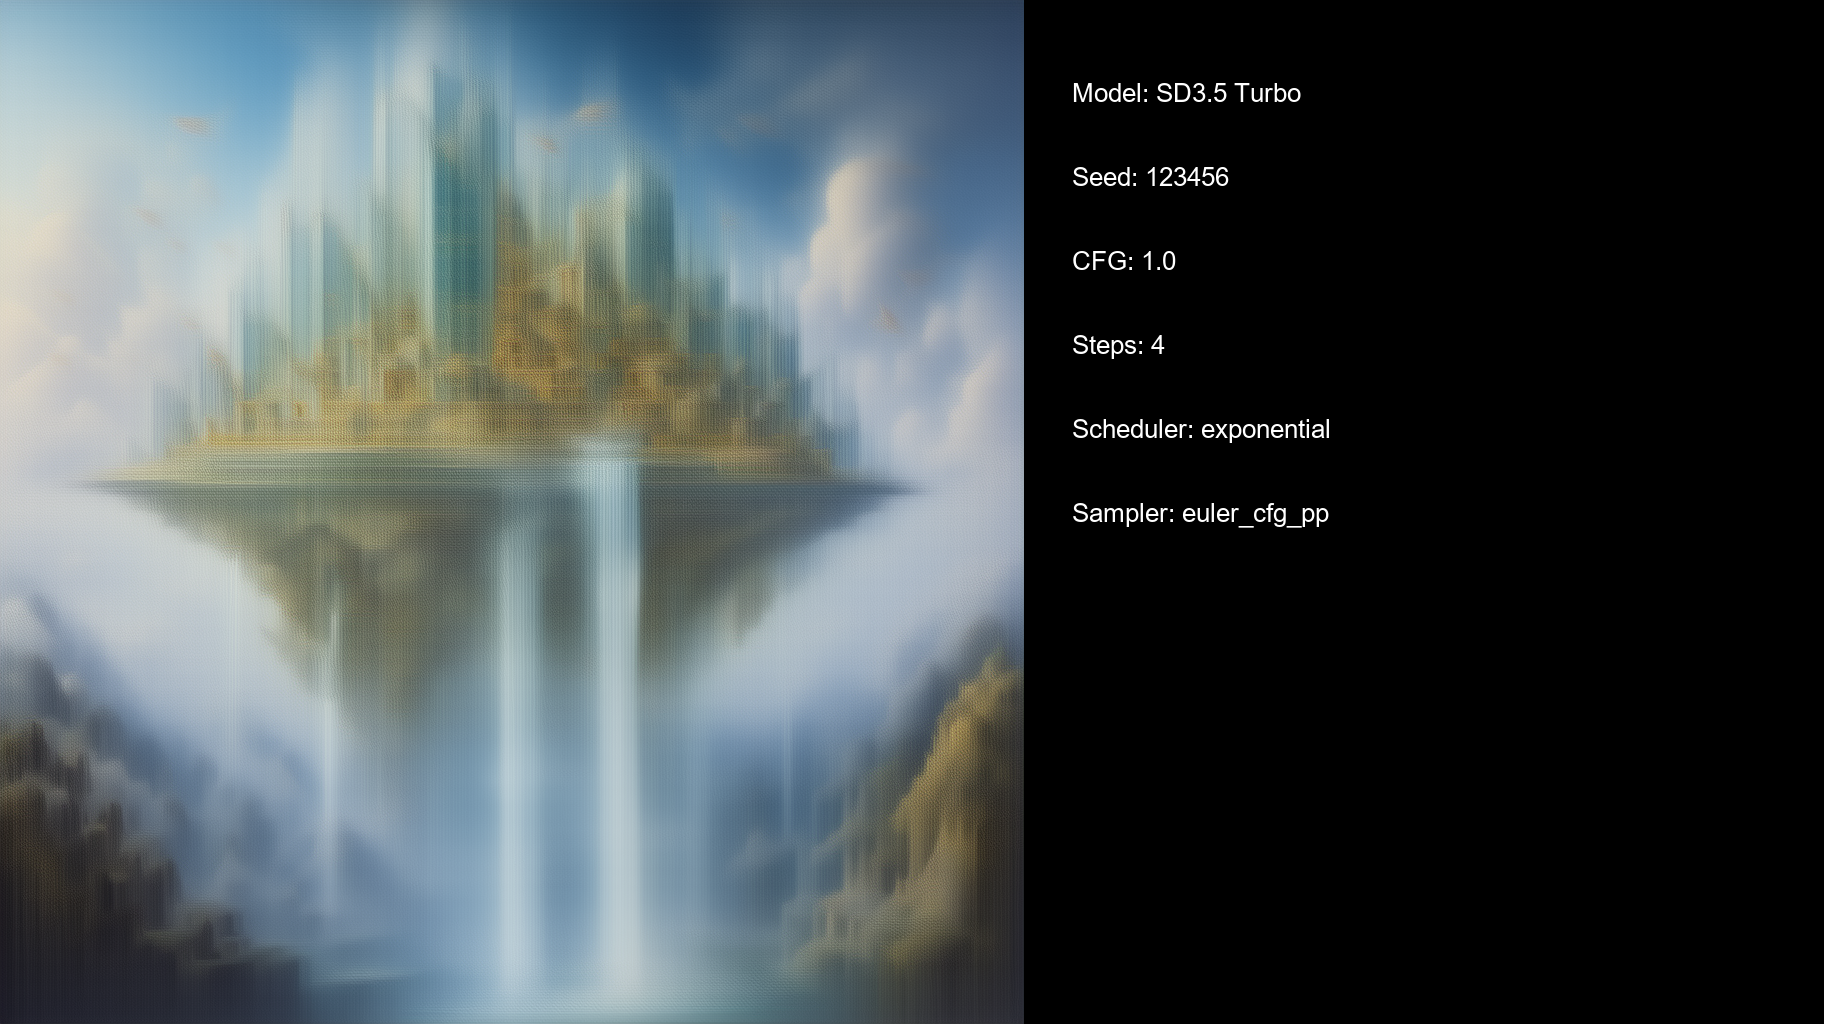 Model: SD3.5 Turbo
Seed: 123456
CFG: 1.0
Steps: 4
Scheduler: exponential
Sampler: euler_cfg_pp